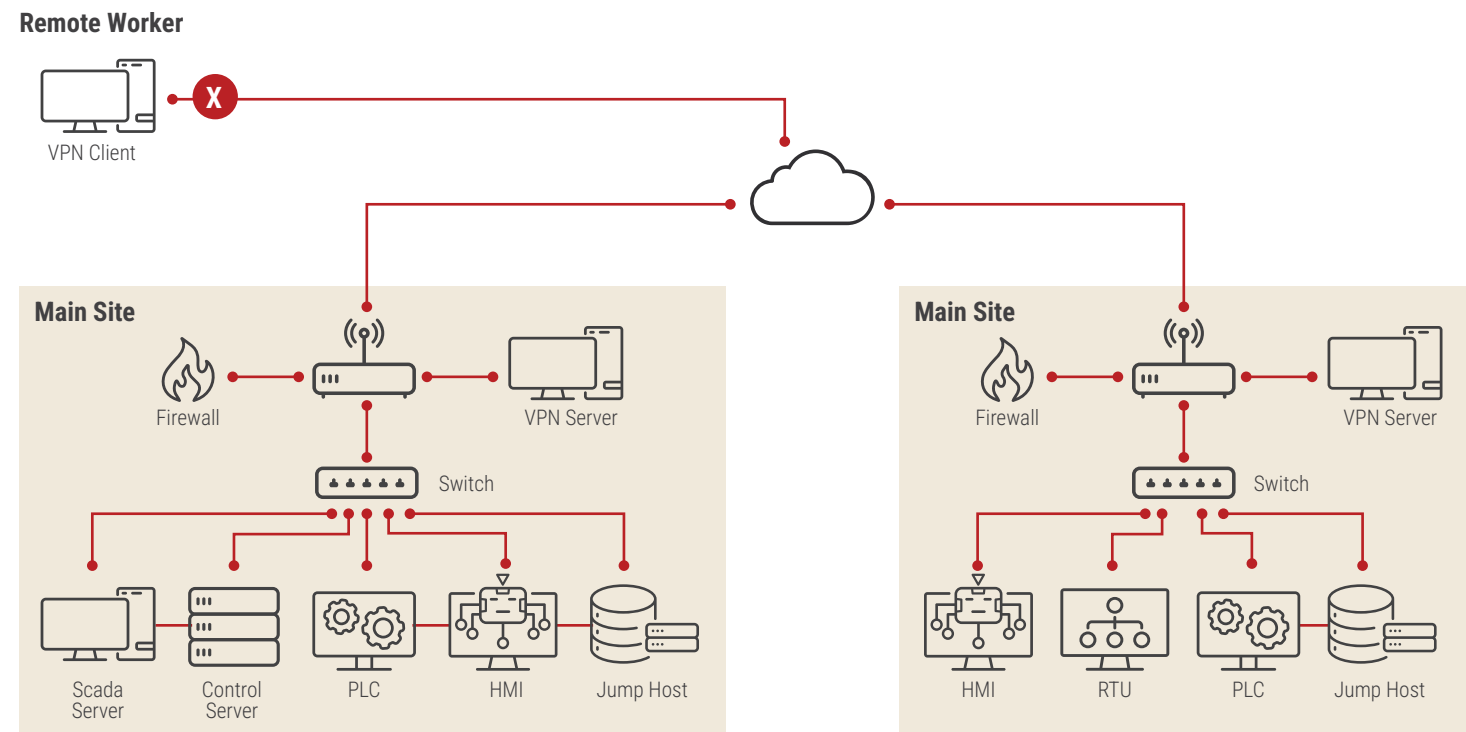 Remote Worker
X
VPN Client
Main Site
Firewall
VPN Server
Switch
Scada
Server
Control
Server
PLC
HMI
Jump Host
Main Site
Firewall
VPN Server
Switch
HMI
RTU
PLC
Jump Host